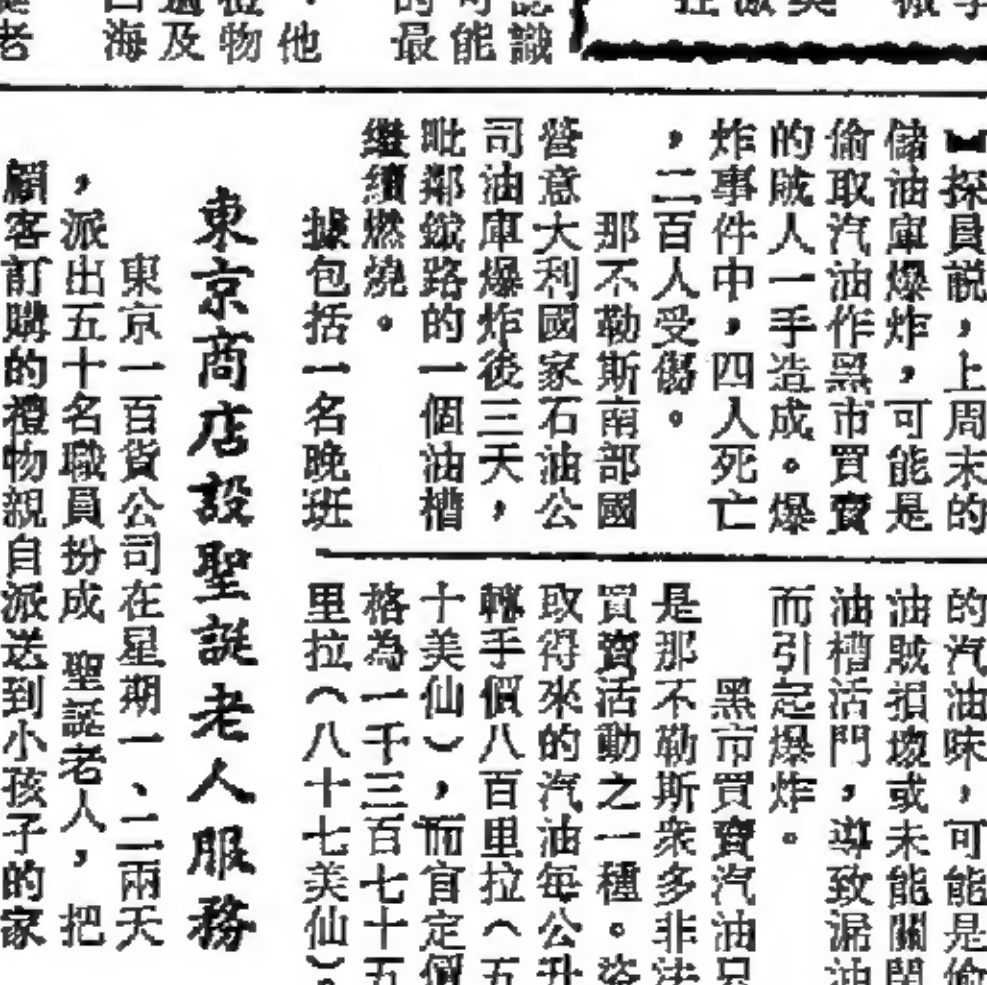 探員說，上周末的
儲油庫爆炸，可能是
偷取汽油作黑市買賣
的賊人一手造成。爆
炸事件中，四人死亡
，二百人受傷。
那不勒斯南部國
營意大利國家石油公
司油庫爆炸後三天，
毗鄰鐵路的一個油槽
繼續燃燒。
據包括一名晚班
的汽油味，可能是偷
油賊損壞或未能關閉
油槽活門，導致漏油
而引起爆炸。
黑市買賣汽油只
是那不勒斯衆多非法
買賣活動之一種。盜
取得來的汽油每公升
轉手價八百里拉（五
十美仙），而官定價
格為一千三百七十五
里拉（八十七美仙）。
東京商店設聖誕老人服務
東京一百貨公司在星期一、二兩天
，派出五十名職員扮成 聖誕老人，把
顧客訂購的禮物親自派送到小孩子的家
認識
可能
的最
他
禮物
及
海
老